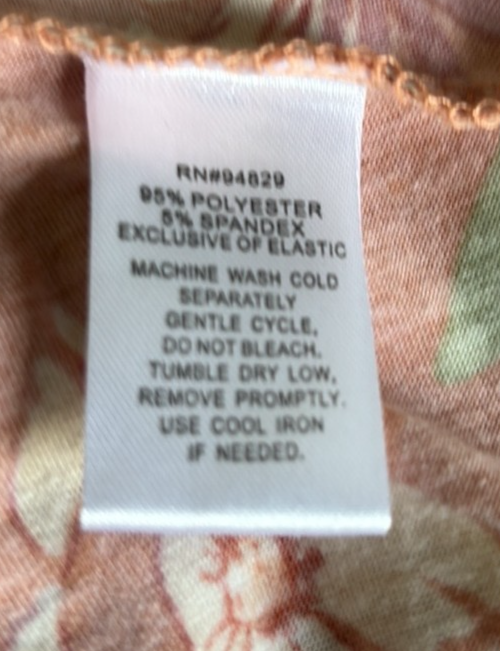 RN#94829
95% POLYESTER
5% SPANDEX
EXCLUSIVE OF ELASTIC
MACHINE WASH COLD
SEPARATELY
GENTLE CYCLE,
DO NOT BLEACH.
TUMBLE DRY LOW,
REMOVE PROMPTLY.
USE COOL IRON
IF NEEDED.